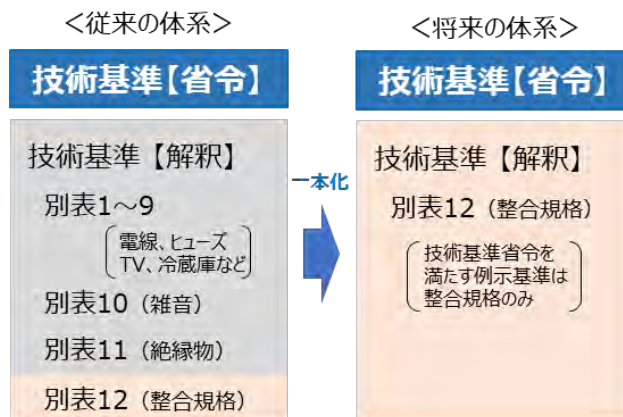 <従来の体系>
技術基準【省令】
技術基準【解釈】
別表1～9
電線、ヒューズ
TV、冷蔵庫など
別表10（雑音）
別表11（絶縁物）
別表12（整合規格）
一本化
<将来の体系>
技術基準【省令】
技術基準【解釈】
別表12（整合規格）
技術基準省令を
満たす例示基準は
整合規格のみ